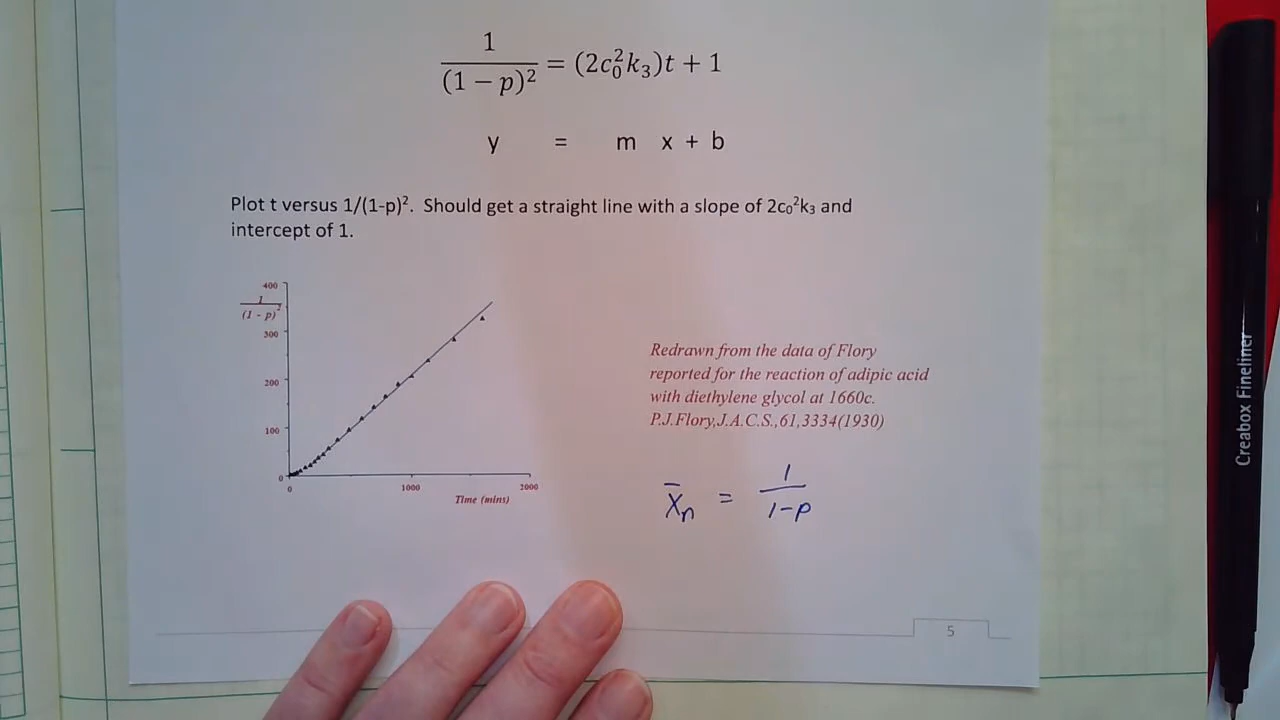 1
(1 − p)² = (2c₀²k₃)t + 1
y = m x + b
Plot t versus 1/(1-p)². Should get a straight line with a slope of 2c₀²k₃ and
intercept of 1.
400
1
(1 - p)²
300
200
100
0
0
1000
2000
Time (mins)
Redrawn from the data of Flory
reported for the reaction of adipic acid
with diethylene glycol at 1660c.
P.J.Flory,J.A.C.S.,61,3334(1930)
x̄n = 1
1-p
5
Creabox Fineliner